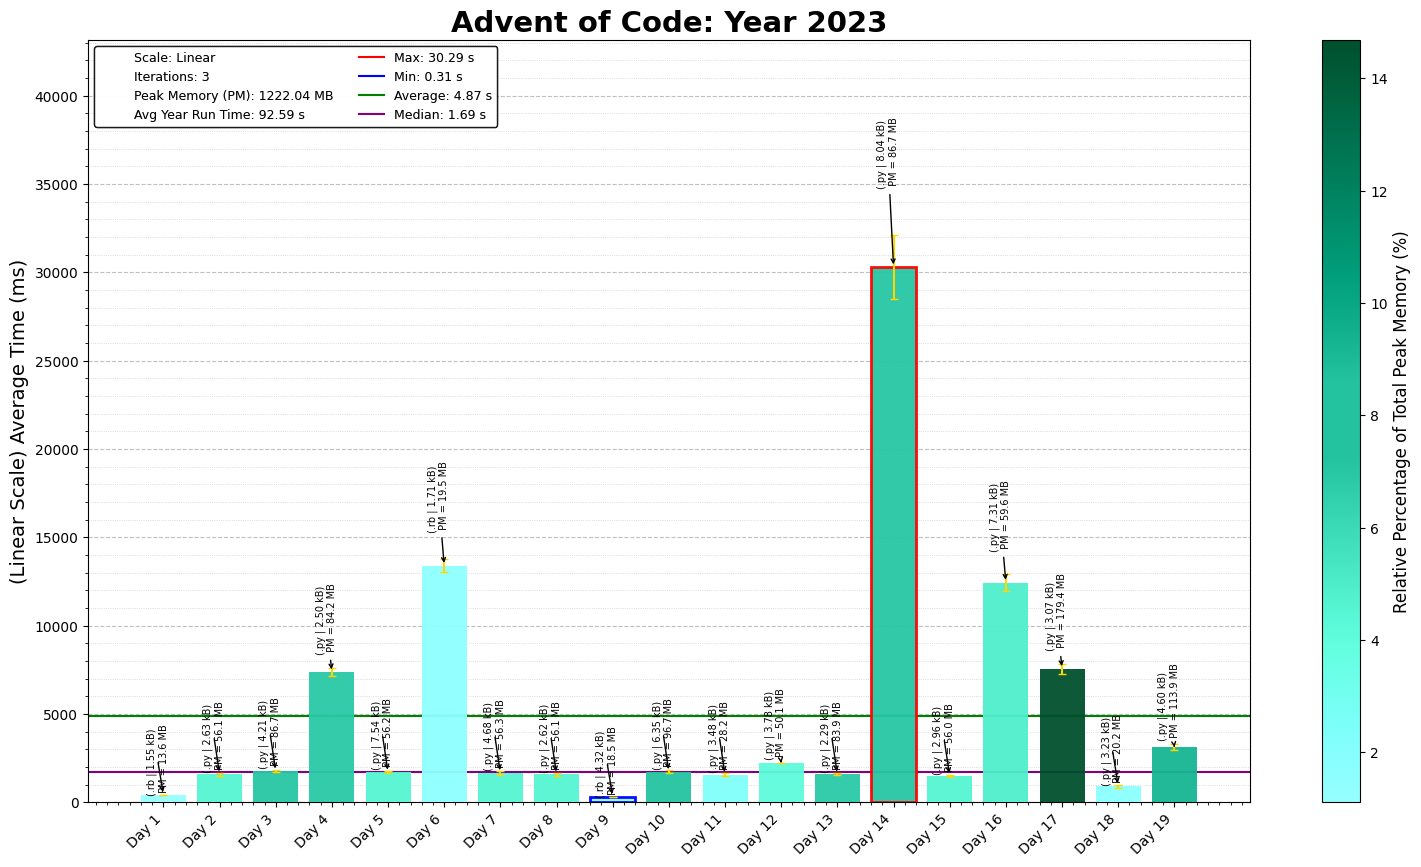 Advent of Code: Year 2023
Scale: Linear
Iterations: 3
Peak Memory (PM): 1222.04 MB
Avg Year Run Time: 92.59 s
Max: 30.29 s
Min: 0.31 s
Average: 4.87 s
Median: 1.69 s
(Linear Scale) Average Time (ms)
40000
35000
30000
25000
20000
15000
10000
5000
0
(.rb | 1.55 kB)
PM = 13.6 MB
(.py | 2.63 kB)
PM = 56.1 MB
(.py | 4.21 kB)
PM = 86.7 MB
(.py | 2.50 kB)
PM = 84.2 MB
(.py | 7.54 kB)
PM = 56.2 MB
(.rb | 1.71 kB)
PM = 19.5 MB
(.py | 4.68 kB)
PM = 56.3 MB
(.py | 2.62 kB)
PM = 56.1 MB
(.rb | 4.32 kB)
PM = 18.5 MB
(.py | 6.35 kB)
PM = 96.7 MB
(.py | 3.48 kB)
PM = 28.2 MB
(.py | 3.78 kB)
PM = 50.1 MB
(.py | 2.29 kB)
PM = 83.9 MB
(.py | 8.04 kB)
PM = 86.7 MB
(.py | 2.96 kB)
PM = 56.0 MB
(.py | 7.31 kB)
PM = 59.6 MB
(.py | 3.07 kB)
PM = 179.4 MB
(.py | 3.23 kB)
PM = 20.2 MB
(.py | 4.60 kB)
PM = 113.9 MB
Day 1
Day 2
Day 3
Day 4
Day 5
Day 6
Day 7
Day 8
Day 9
Day 10
Day 11
Day 12
Day 13
Day 14
Day 15
Day 16
Day 17
Day 18
Day 19
14
12
10
8
6
4
2
Relative Percentage of Total Peak Memory (%)